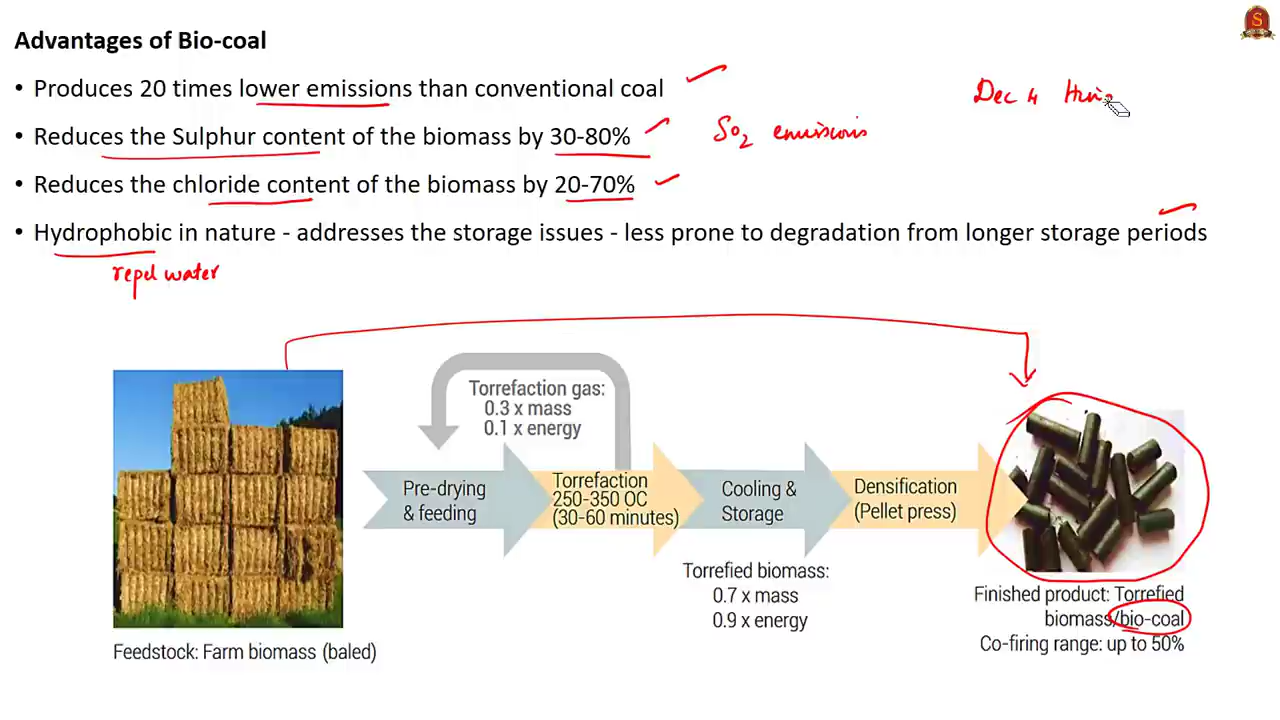 Advantages of Bio-coal
• Produces 20 times lower emissions than conventional coal
Dec 4
• Reduces the Sulphur content of the biomass by 30-80%
SO2 emissions
• Reduces the chloride content of the biomass by 20-70%
• Hydrophobic in nature - addresses the storage issues - less prone to degradation from longer storage periods
repel water
Torrefaction gas:
0.3 x mass
0.1 x energy
Pre-drying
& feeding
Torrefaction
250-350 OC
(30-60 minutes)
Cooling &
Storage
Densification
(Pellet press)
Torrefied biomass:
0.7 x mass
0.9 x energy
Finished product: Torrefied
biomass/bio-coal
Co-firing range: up to 50%
Feedstock: Farm biomass (baled)